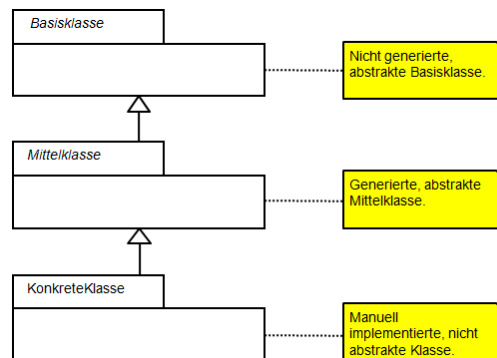 Basisklasse
Nicht generierte,
abstrakte Basisklasse.
Mittelklasse
Generierte, abstrakte
Mittelklasse.
KonkreteKlasse
Manuell
implementierte, nicht
abstrakte Klasse.